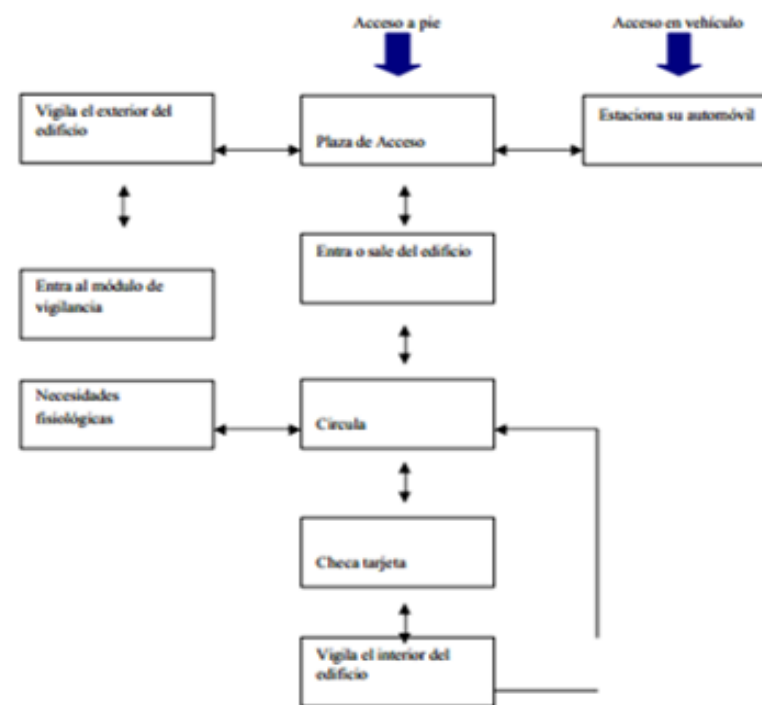 Acceso a pie
Acceso en vehículo
Vigila el exterior del
edificio
Plaza de Acceso
Estaciona su automóvil
Entra al módulo de
vigilancia
Entra o sale del edificio
Necesidades
fisiológicas
Circula
Checa tarjeta
Vigila el interior del
edificio